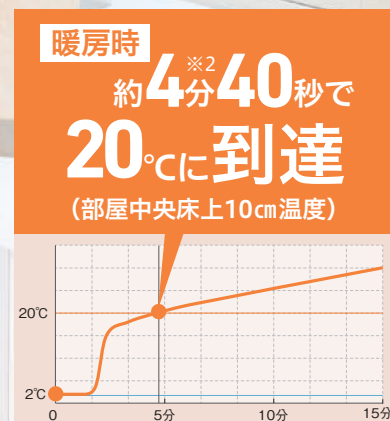 暖房時
約4分※240秒で
20℃に到達
（部屋中央床上10㎝温度）
20℃
2℃
0 5分 10分 15分